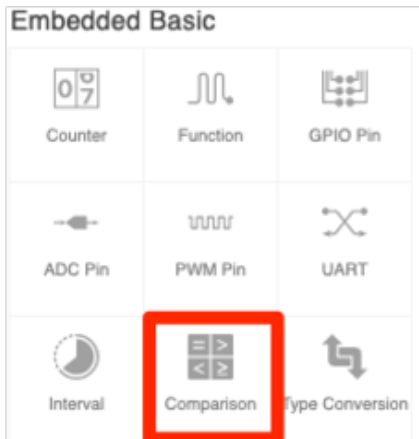 Embedded Basic
0 7
Counter Function GPIO Pin
ADC Pin PWM Pin UART
= >
< ≥
Interval Comparison Type Conversion